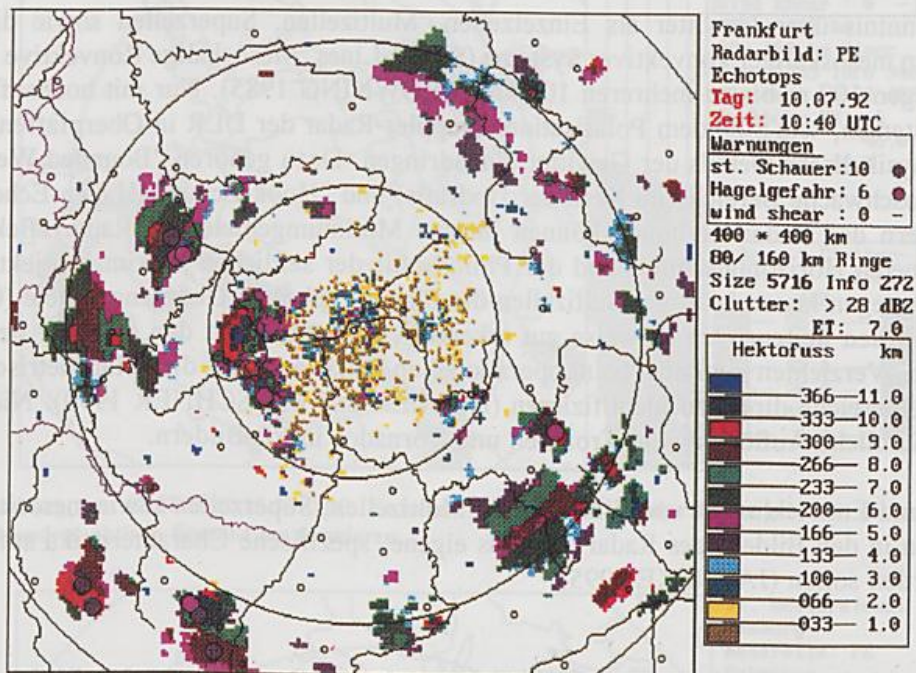 Frankfurt
Radarbild: PE
Echotops
Tag: 10.07.92
Zeit: 10:40 UTC
Warnungen
st. Schauer:10
Hagelgefahr: 6
wind shear : 0 -
400 * 400 km
80/ 160 km Ringe
Size 5716 Info 272
Clutter: > 28 dBZ
ET: 7.0
Hektofuss km
366 11.0
333 10.0
300 9.0
266 8.0
233 7.0
200 6.0
166 5.0
133 4.0
100 3.0
066 2.0
033 1.0